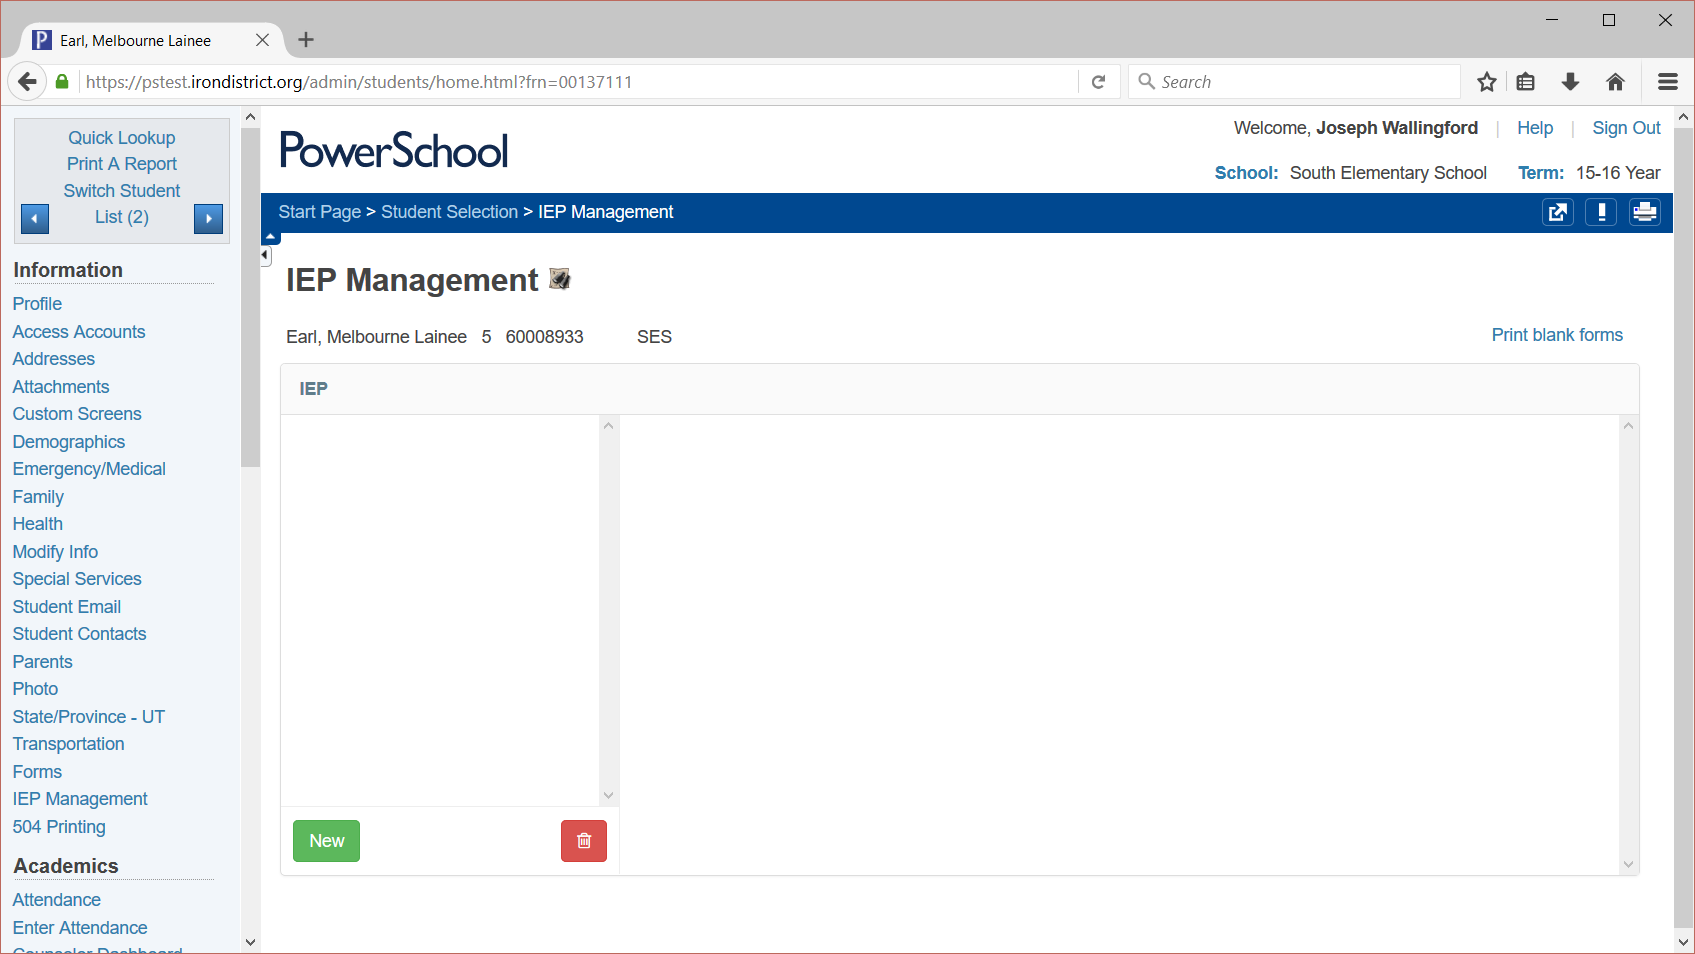 Earl, Melbourne Lainee
https://pstest.irondistrict.org/admin/students/home.html?frn=00137111
Search
Quick Lookup
Print A Report
Switch Student
List (2)
Information
Profile
Access Accounts
Addresses
Attachments
Custom Screens
Demographics
Emergency/Medical
Family
Health
Modify Info
Special Services
Student Email
Student Contacts
Parents
Photo
State/Province - UT
Transportation
Forms
IEP Management
504 Printing
Academics
Attendance
Enter Attendance
Counselor Dashboard
PowerSchool
Welcome, Joseph Wallingford | Help | Sign Out
School: South Elementary School Term: 15-16 Year
Start Page > Student Selection > IEP Management
IEP Management
Earl, Melbourne Lainee 5 60008933 SES
Print blank forms
IEP
New